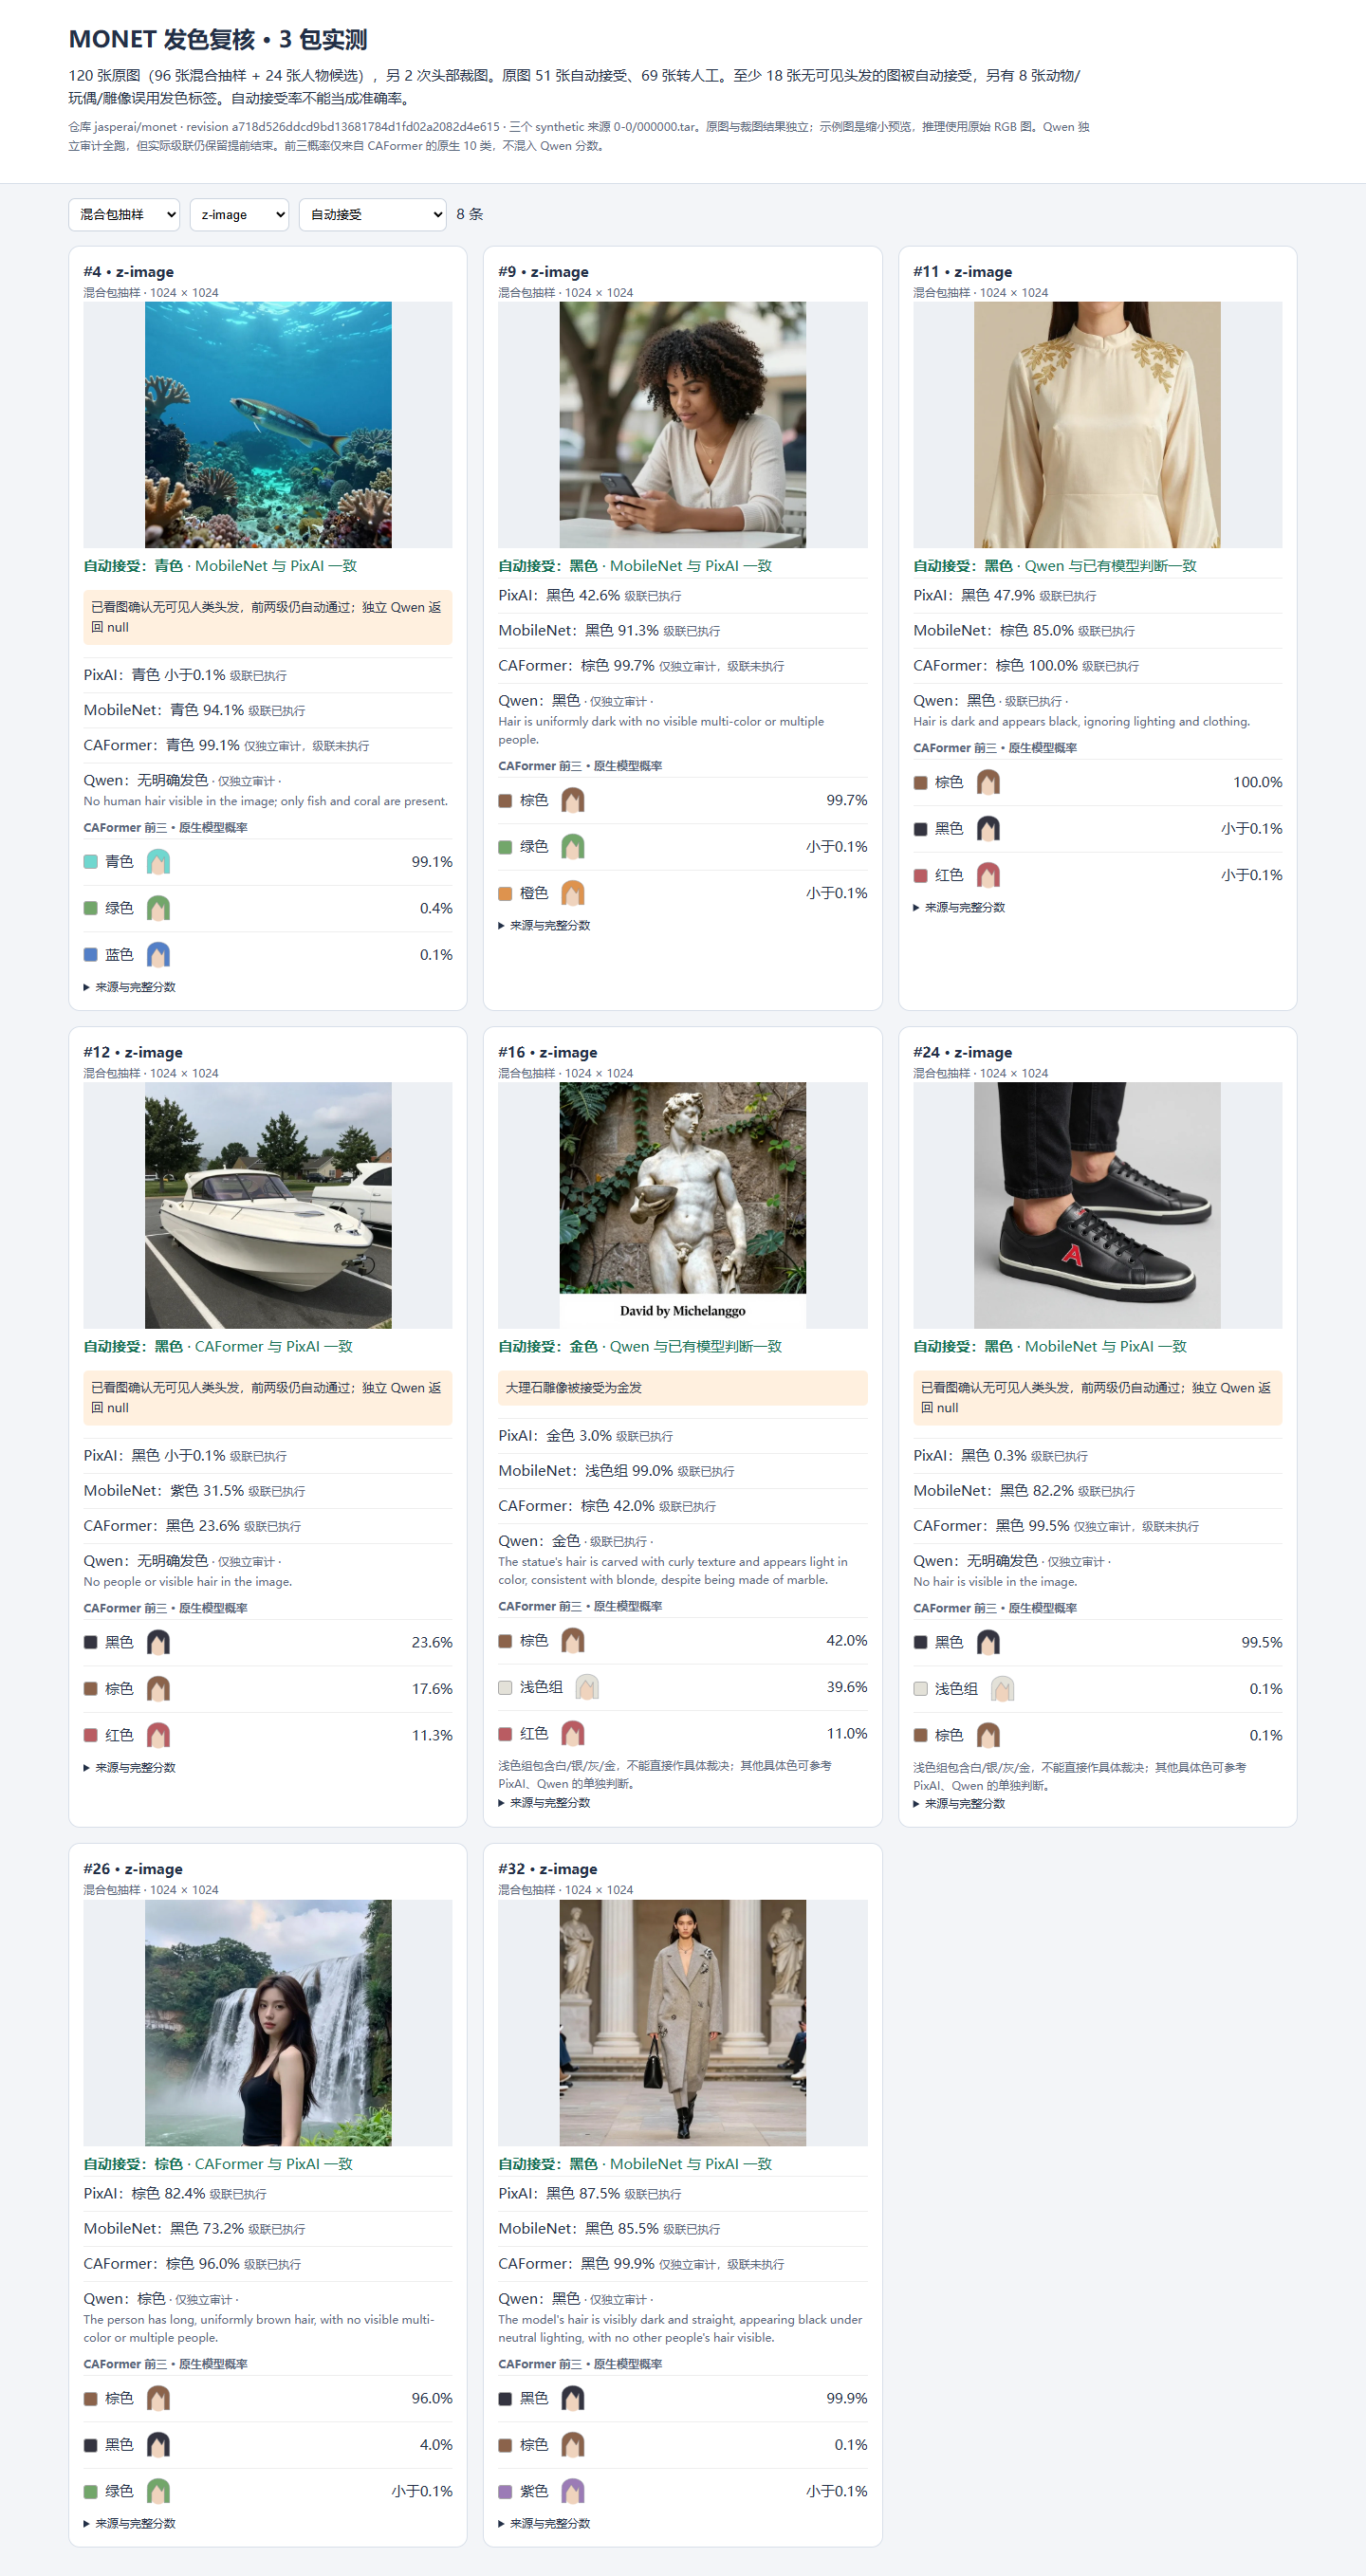 MONET 发色复核 • 3 包实测
120 张原图（96 张混合抽样 + 24 张人物候选），另 2 次头部裁图。原图 51 张自动接受、69 张转人工。至少 18 张无可见头发的图被自动接受，另有 8 张动物/
玩偶/雕像误用发色标签。自动接受率不能当成准确率。
仓库 jasperai/monet · revision a718d526ddcd9bd13681784d1fd02a2082d4e615 · 三个 synthetic 来源 0-0/000000.tar。原图与裁图结果独立；示例图是缩小预览，推理使用原始 RGB 图。Qwen 独
立审计全跑，但实际级联仍保留提前结束。前三概率仅来自 CAFormer 的原生 10 类，不混入 Qwen 分数。
混合包抽样 z-image 自动接受 8 条
#4 • z-image
混合包抽样 · 1024 × 1024
自动接受：青色 · MobileNet 与 PixAI 一致
已看图确认无可见人类头发，前两级仍自动通过；独立 Qwen 返
回 null
PixAI：青色 小于0.1% 级联已执行
MobileNet：青色 94.1% 级联已执行
CAFormer：青色 99.1% 仅独立审计，级联未执行
Qwen：无明确发色 · 仅独立审计 ·
No human hair visible in the image; only fish and coral are present.
CAFormer 前三 • 原生模型概率
青色 99.1%
绿色 0.4%
蓝色 0.1%
▶ 来源与完整分数
#9 • z-image
混合包抽样 · 1024 × 1024
自动接受：黑色 · MobileNet 与 PixAI 一致
PixAI：黑色 42.6% 级联已执行
MobileNet：黑色 91.3% 级联已执行
CAFormer：棕色 99.7% 仅独立审计，级联未执行
Qwen：黑色 · 仅独立审计 ·
Hair is uniformly dark with no visible multi-color or multiple
people.
CAFormer 前三 • 原生模型概率
棕色 99.7%
绿色 小于0.1%
橙色 小于0.1%
▶ 来源与完整分数
#11 • z-image
混合包抽样 · 1024 × 1024
自动接受：黑色 · Qwen 与已有模型判断一致
PixAI：黑色 47.9% 级联已执行
MobileNet：棕色 85.0% 级联已执行
CAFormer：棕色 100.0% 级联已执行
Qwen：黑色 · 级联已执行 ·
Hair is dark and appears black, ignoring lighting and clothing.
CAFormer 前三 • 原生模型概率
棕色 100.0%
黑色 小于0.1%
红色 小于0.1%
▶ 来源与完整分数
#12 • z-image
混合包抽样 · 1024 × 1024
自动接受：黑色 · CAFormer 与 PixAI 一致
已看图确认无可见人类头发，前两级仍自动通过；独立 Qwen 返
回 null
PixAI：黑色 小于0.1% 级联已执行
MobileNet：紫色 31.5% 级联已执行
CAFormer：黑色 23.6% 级联已执行
Qwen：无明确发色 · 仅独立审计 ·
No people or visible hair in the image.
CAFormer 前三 • 原生模型概率
黑色 23.6%
棕色 17.6%
红色 11.3%
▶ 来源与完整分数
#16 • z-image
混合包抽样 · 1024 × 1024
David by Michelanggo
自动接受：金色 · Qwen 与已有模型判断一致
大理石雕像被接受为金发
PixAI：金色 3.0% 级联已执行
MobileNet：浅色组 99.0% 级联已执行
CAFormer：棕色 42.0% 级联已执行
Qwen：金色 · 级联已执行 ·
The statue's hair is carved with curly texture and appears light in
color, consistent with blonde, despite being made of marble.
CAFormer 前三 • 原生模型概率
棕色 42.0%
浅色组 39.6%
红色 11.0%
浅色组包含白/银/灰/金，不能直接作具体裁决；其他具体色可参考
PixAI、Qwen 的单独判断。
▶ 来源与完整分数
#24 • z-image
混合包抽样 · 1024 × 1024
A
自动接受：黑色 · MobileNet 与 PixAI 一致
已看图确认无可见人类头发，前两级仍自动通过；独立 Qwen 返
回 null
PixAI：黑色 0.3% 级联已执行
MobileNet：黑色 82.2% 级联已执行
CAFormer：黑色 99.5% 仅独立审计，级联未执行
Qwen：无明确发色 · 仅独立审计 ·
No hair is visible in the image.
CAFormer 前三 • 原生模型概率
黑色 99.5%
浅色组 0.1%
棕色 0.1%
浅色组包含白/银/灰/金，不能直接作具体裁决；其他具体色可参考
PixAI、Qwen 的单独判断。
▶ 来源与完整分数
#26 • z-image
混合包抽样 · 1024 × 1024
自动接受：棕色 · CAFormer 与 PixAI 一致
PixAI：棕色 82.4% 级联已执行
MobileNet：黑色 73.2% 级联已执行
CAFormer：棕色 96.0% 级联已执行
Qwen：棕色 · 仅独立审计 ·
The person has long, uniformly brown hair, with no visible multi-
color or multiple people.
CAFormer 前三 • 原生模型概率
棕色 96.0%
黑色 4.0%
绿色 小于0.1%
▶ 来源与完整分数
#32 • z-image
混合包抽样 · 1024 × 1024
自动接受：黑色 · MobileNet 与 PixAI 一致
PixAI：黑色 87.5% 级联已执行
MobileNet：黑色 85.5% 级联已执行
CAFormer：黑色 99.9% 仅独立审计，级联未执行
Qwen：黑色 · 仅独立审计 ·
The model's hair is visibly dark and straight, appearing black under
neutral lighting, with no other people's hair visible.
CAFormer 前三 • 原生模型概率
黑色 99.9%
棕色 0.1%
紫色 小于0.1%
▶ 来源与完整分数